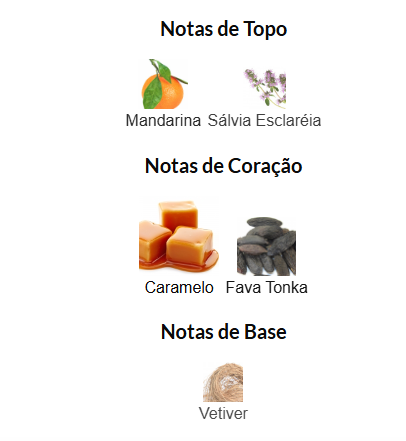 Notas de Topo
Mandarina Sálvia Esclaréia
Notas de Coração
Caramelo Fava Tonka
Notas de Base
Vetiver